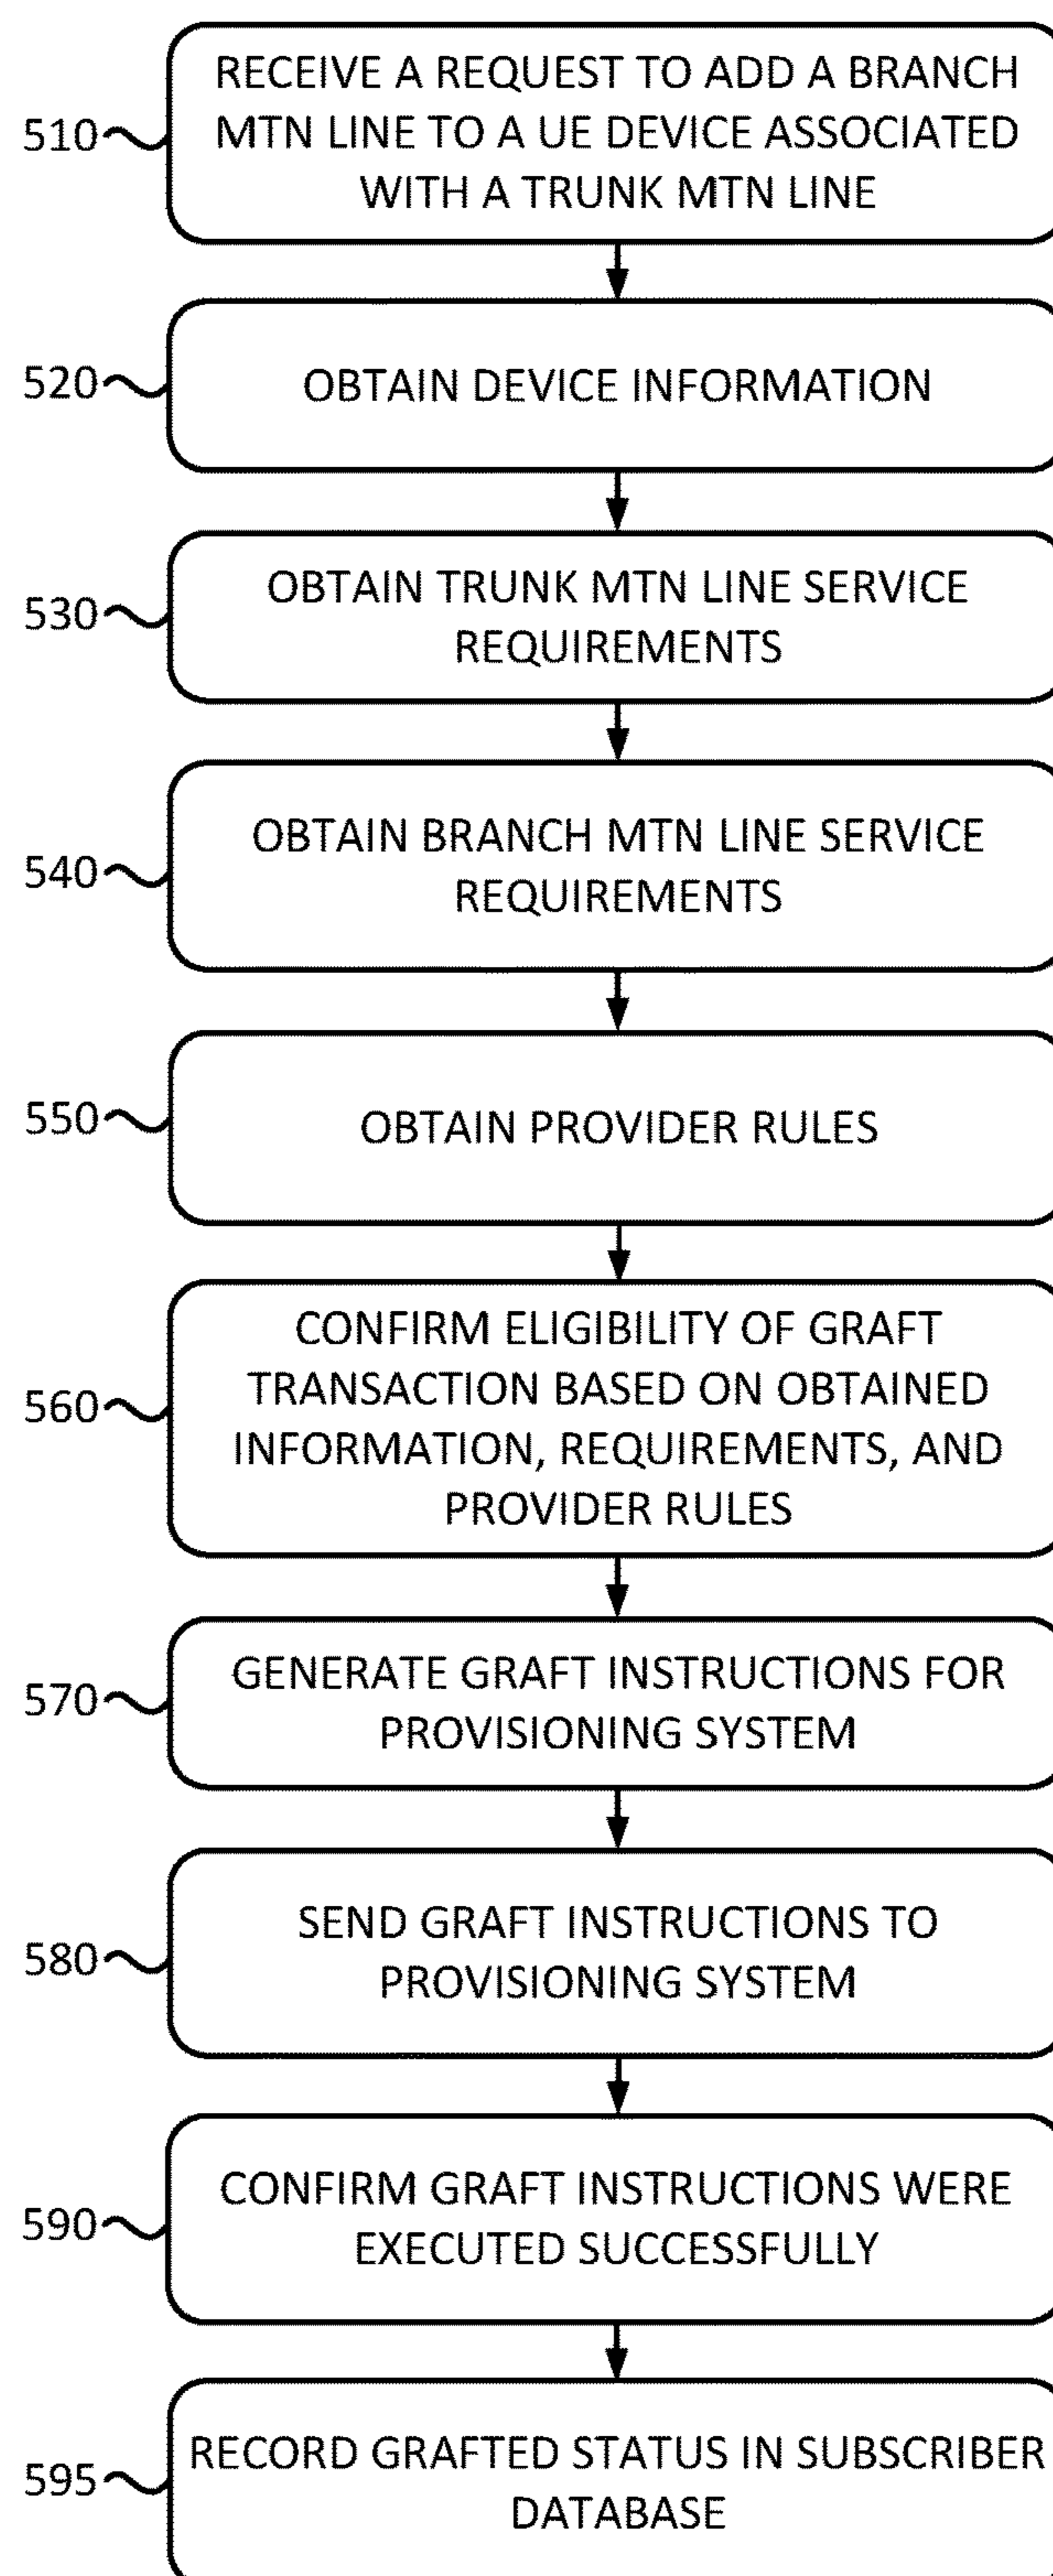 510
RECEIVE A REQUEST TO ADD A BRANCH
MTN LINE TO A UE DEVICE ASSOCIATED
WITH A TRUNK MTN LINE
520
OBTAIN DEVICE INFORMATION
530
OBTAIN TRUNK MTN LINE SERVICE
REQUIREMENTS
540
OBTAIN BRANCH MTN LINE SERVICE
REQUIREMENTS
550
OBTAIN PROVIDER RULES
560
CONFIRM ELIGIBILITY OF GRAFT
TRANSACTION BASED ON OBTAINED
INFORMATION, REQUIREMENTS, AND
PROVIDER RULES
570
GENERATE GRAFT INSTRUCTIONS FOR
PROVISIONING SYSTEM
580
SEND GRAFT INSTRUCTIONS TO
PROVISIONING SYSTEM
590
CONFIRM GRAFT INSTRUCTIONS WERE
EXECUTED SUCCESSFULLY
595
RECORD GRAFTED STATUS IN SUBSCRIBER
DATABASE